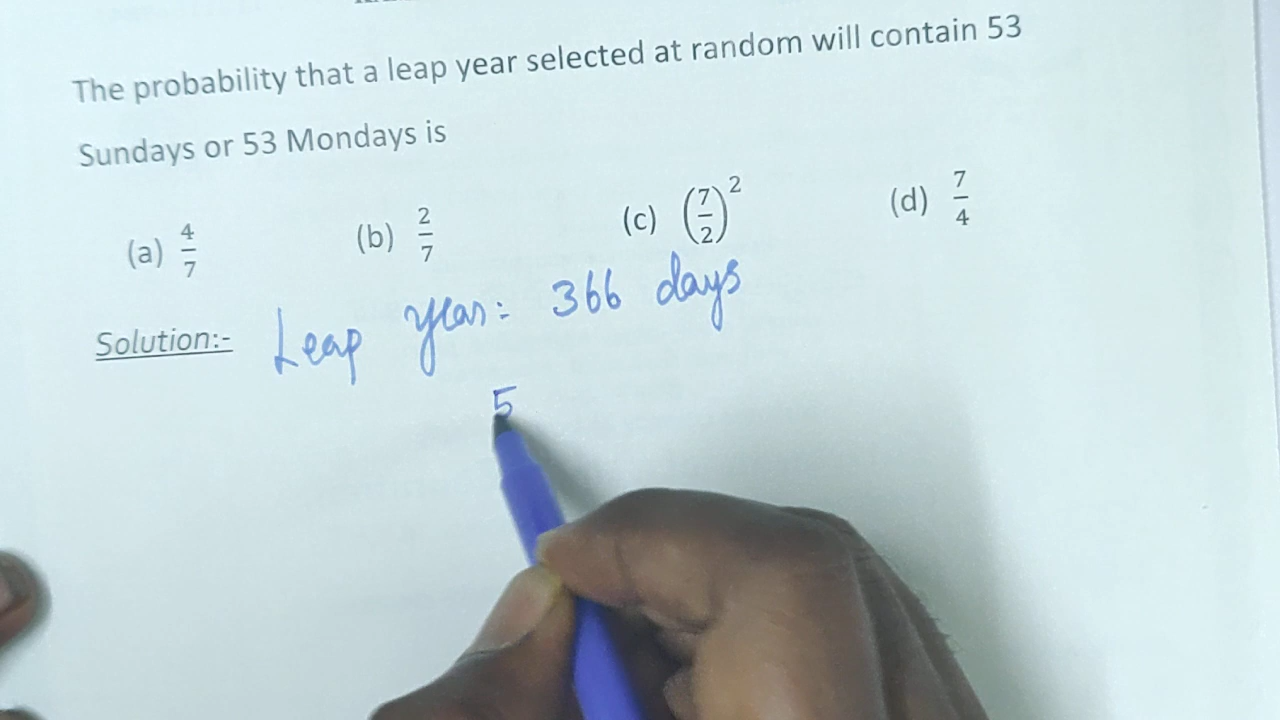 The probability that a leap year selected at random will contain 53
Sundays or 53 Mondays is
(a) 4/7 (b) 2/7 (c) (7/2)² (d) 7/4
Solution:- Leap year: 366 days
5